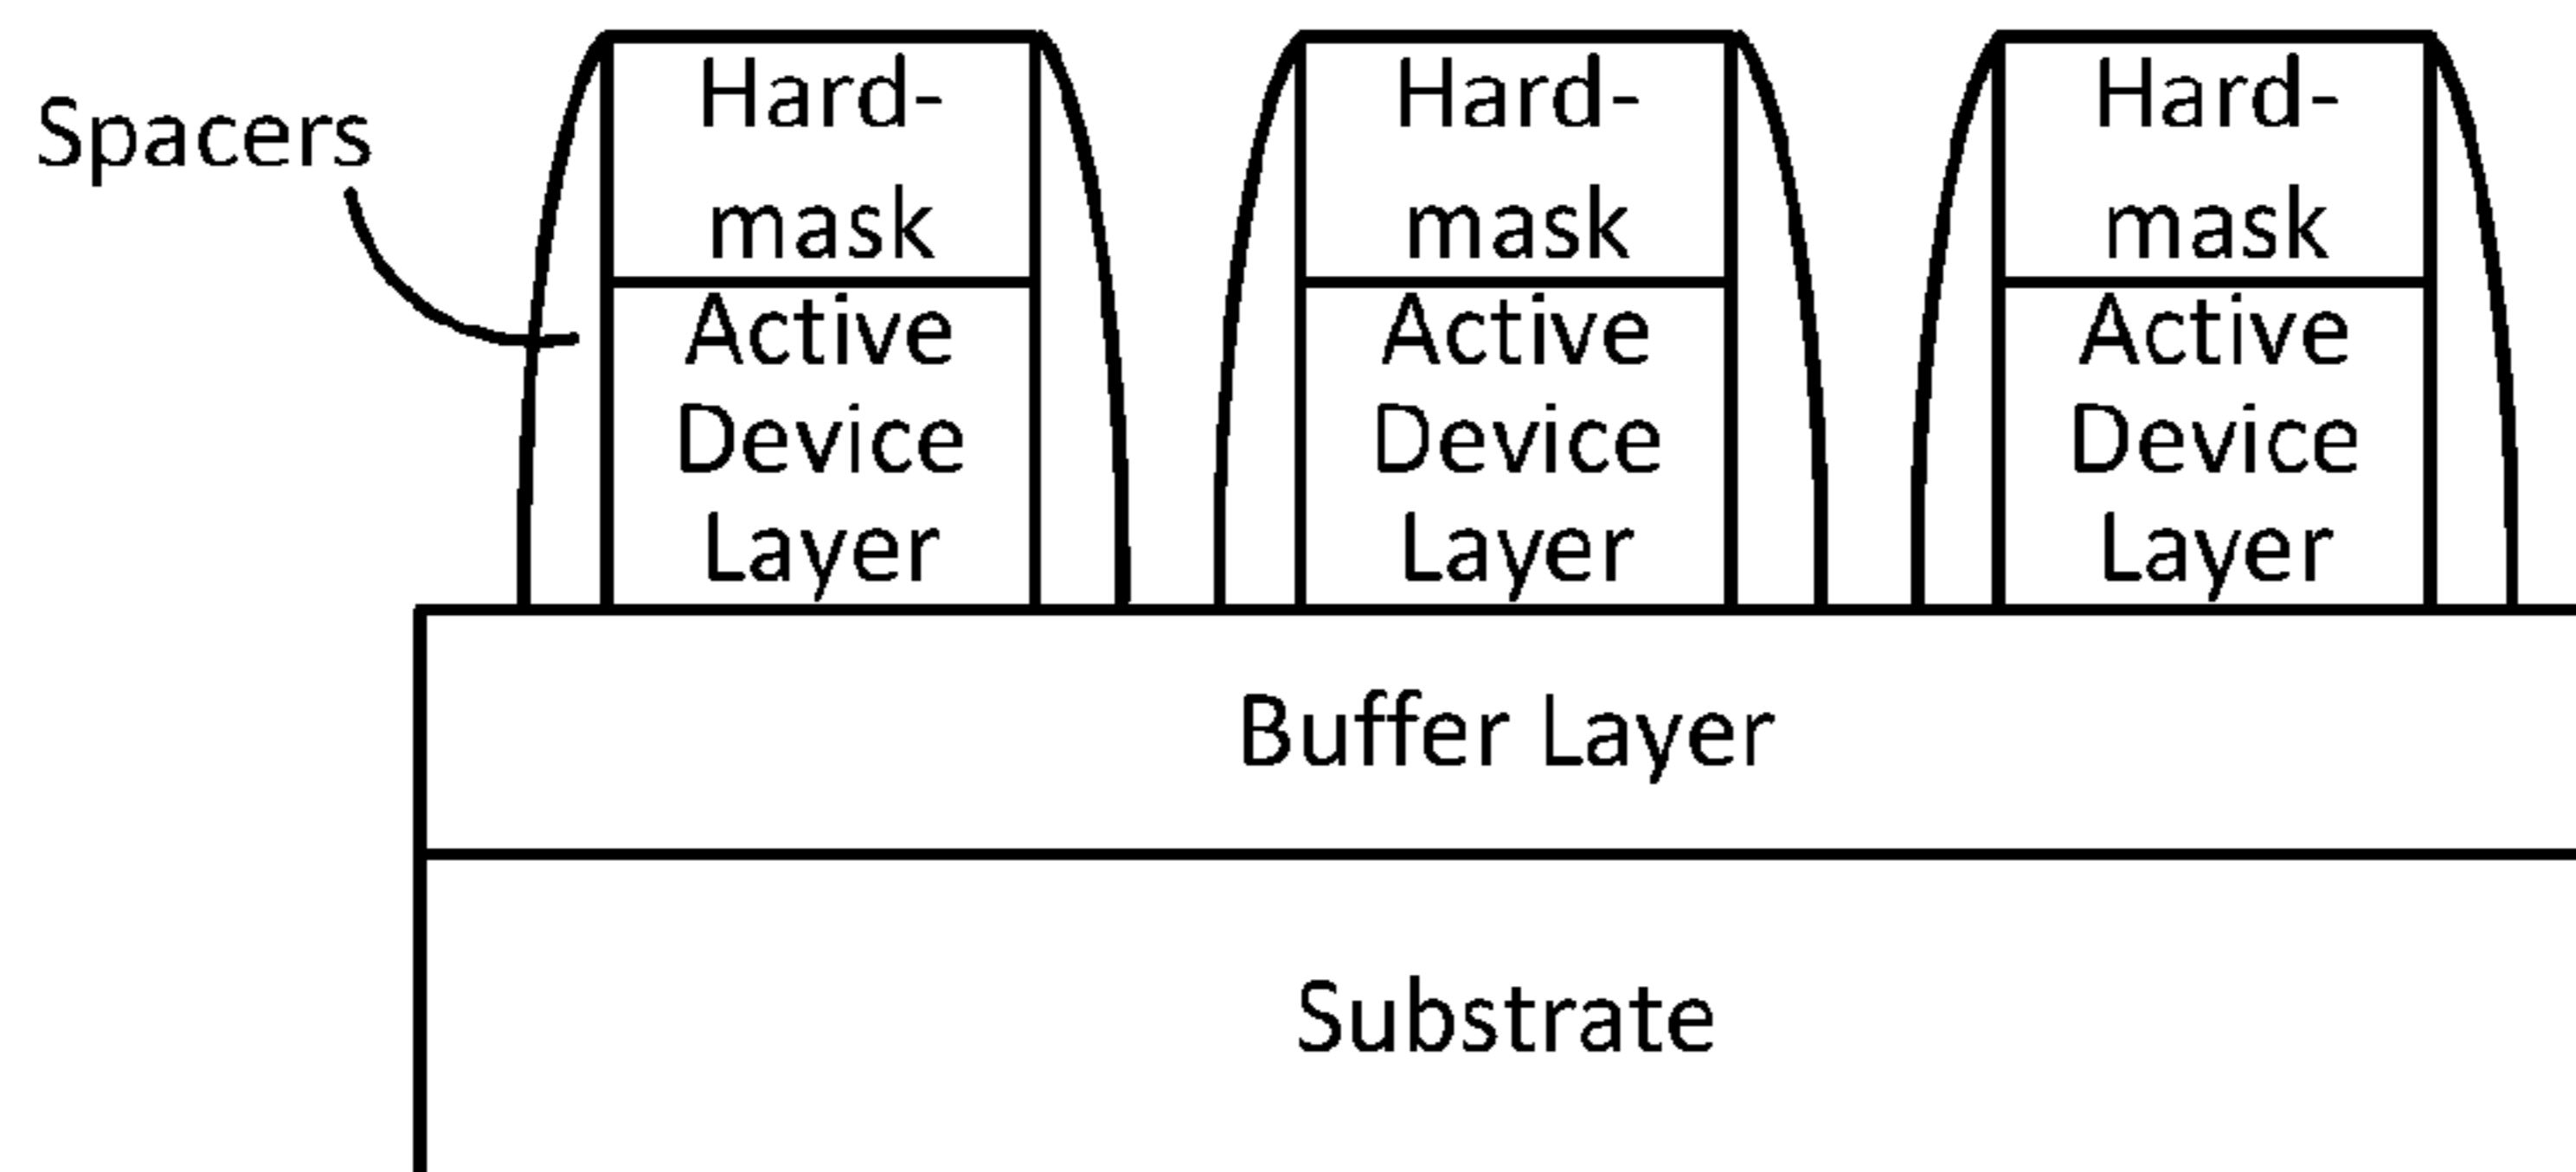 Spacers
Hard-
mask
Active
Device
Layer
Hard-
mask
Active
Device
Layer
Hard-
mask
Active
Device
Layer
Buffer Layer
Substrate